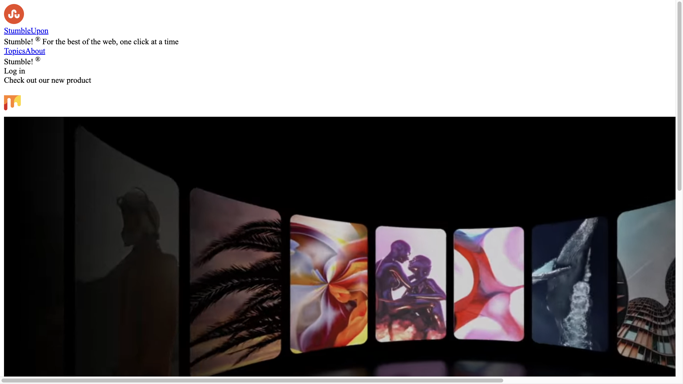 StumbleUpon
Stumble! ® For the best of the web, one click at a time
TopicsAbout
Stumble! ®
Log in
Check out our new product